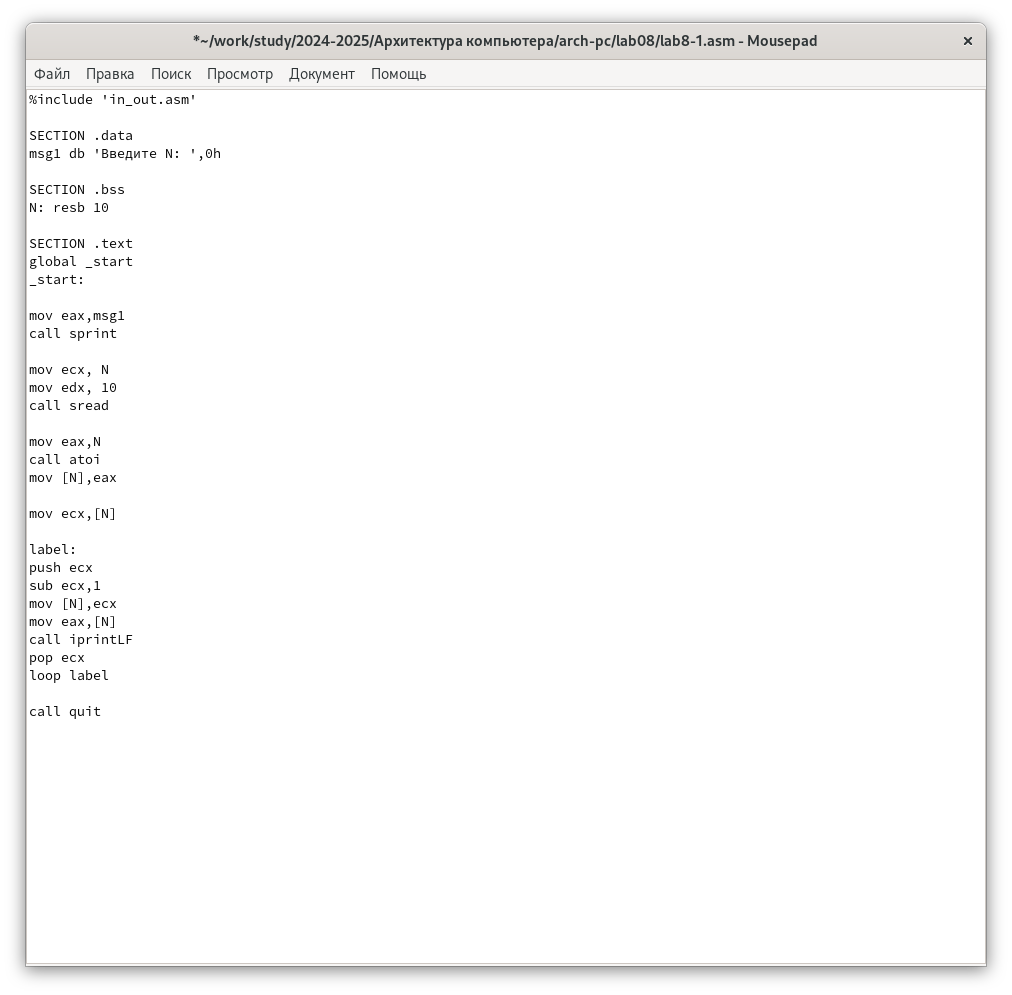 *~/work/study/2024-2025/Архитектура компьютера/arch-pc/lab08/lab8-1.asm - Mousepad
Файл Правка Поиск Просмотр Документ Помощь
%include 'in_out.asm'
SECTION .data
msg1 db 'Введите N: ',0h
SECTION .bss
N: resb 10
SECTION .text
global _start
_start:
mov eax,msg1
call sprint
mov ecx, N
mov edx, 10
call sread
mov eax,N
call atoi
mov [N],eax
mov ecx,[N]
label:
push ecx
sub ecx,1
mov [N],ecx
mov eax,[N]
call iprintLF
pop ecx
loop label
call quit